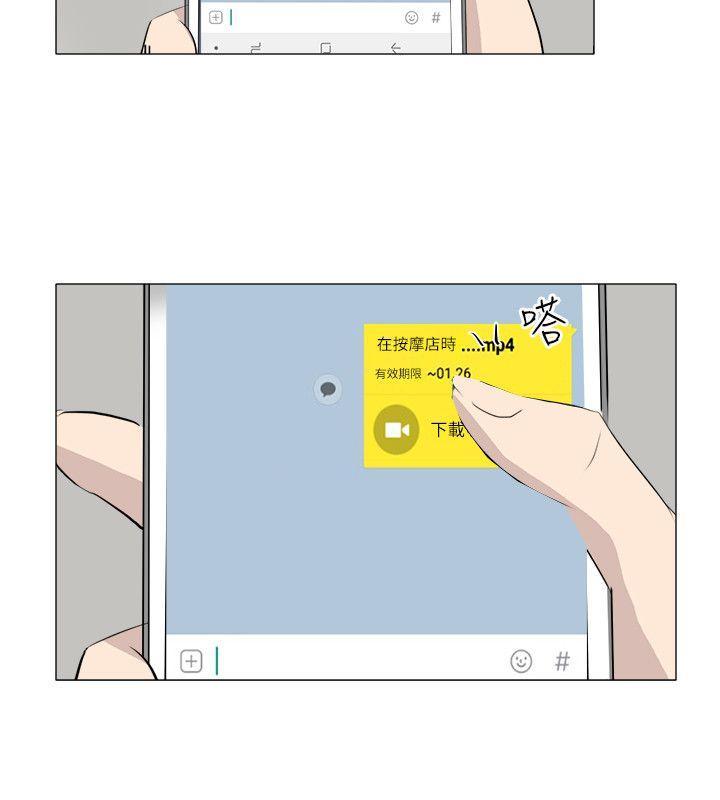 #
嗒
在按摩店時 ....mp4
有效期限 ~01.26
下載
#